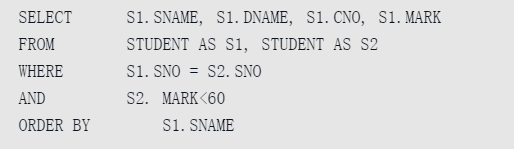 SELECT S1.SNAME, S1.DNAME, S1.CNO, S1.MARK
FROM STUDENT AS S1, STUDENT AS S2
WHERE S1.SNO = S2.SNO
AND S2. MARK<60
ORDER BY S1.SNAME